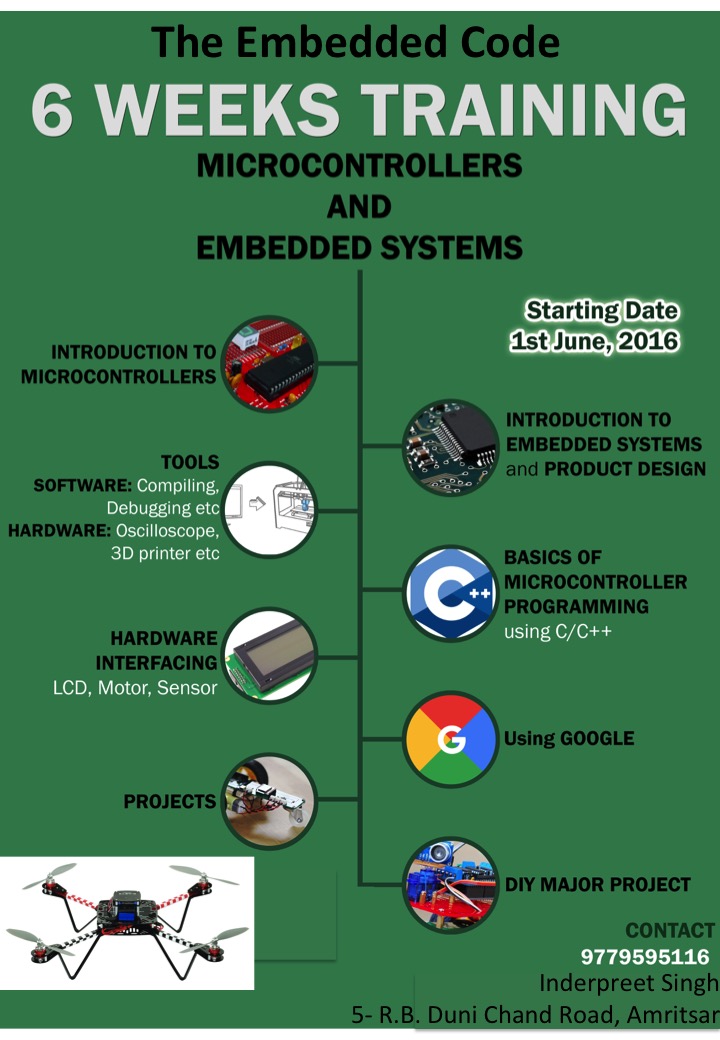 The Embedded Code
6 WEEKS TRAINING
MICROCONTROLLERS
AND
EMBEDDED SYSTEMS
Starting Date
1st June, 2016
INTRODUCTION TO
MICROCONTROLLERS
INTRODUCTION TO
EMBEDDED SYSTEMS
and PRODUCT DESIGN
TOOLS
SOFTWARE: Compiling,
Debugging etc
HARDWARE: Oscilloscope,
3D printer etc
C++
BASICS OF
MICROCONTROLLER
PROGRAMMING
using C/C++
HARDWARE
INTERFACING
LCD, Motor, Sensor
G
Using GOOGLE
PROJECTS
DIY MAJOR PROJECT
CONTACT
9779595116
Inderpreet Singh
5- R.B. Duni Chand Road, Amritsar